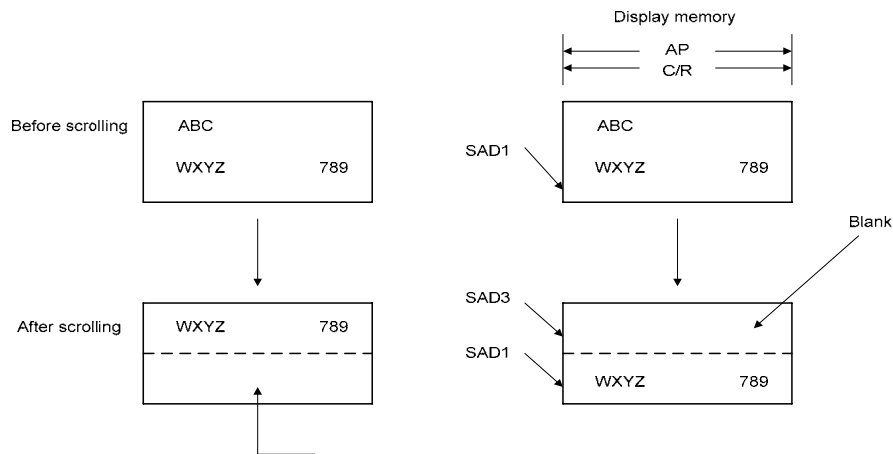 Display memory
AP
C/R
Before scrolling
ABC
WXYZ 789
SAD1
ABC
WXYZ 789
Blank
After scrolling
WXYZ 789
SAD3
SAD1
WXYZ 789